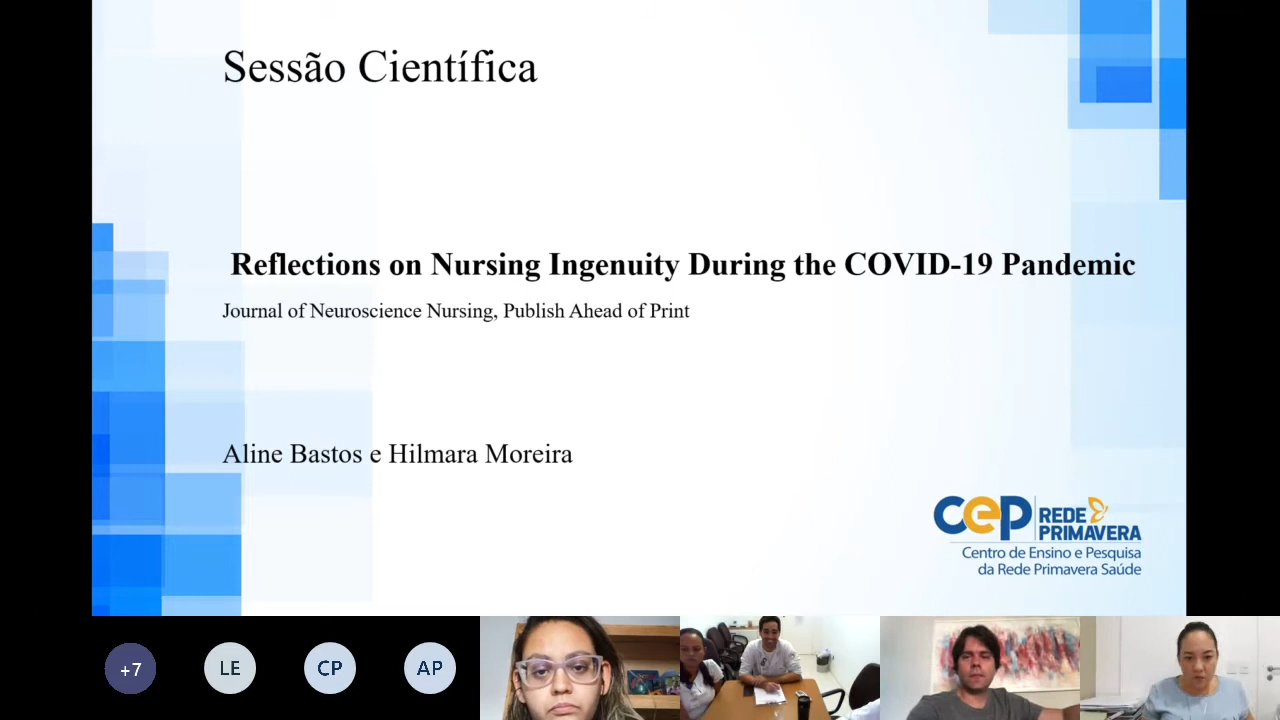 Sessão Científica
Reflections on Nursing Ingenuity During the COVID-19 Pandemic
Journal of Neuroscience Nursing, Publish Ahead of Print
Aline Bastos e Hilmara Moreira
cep REDE
PRIMAVERA
Centro de Ensino e Pesquisa
da Rede Primavera Saúde
+7 LE CP AP